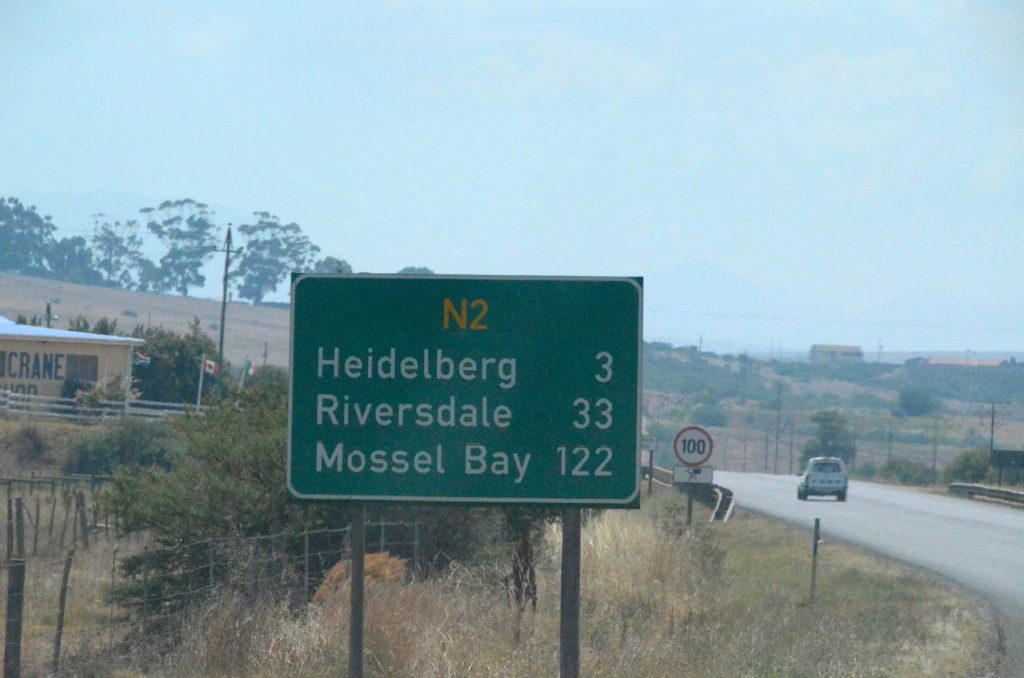 N2
Heidelberg 3
Riversdale 33
Mossel Bay 122
100
CRANE